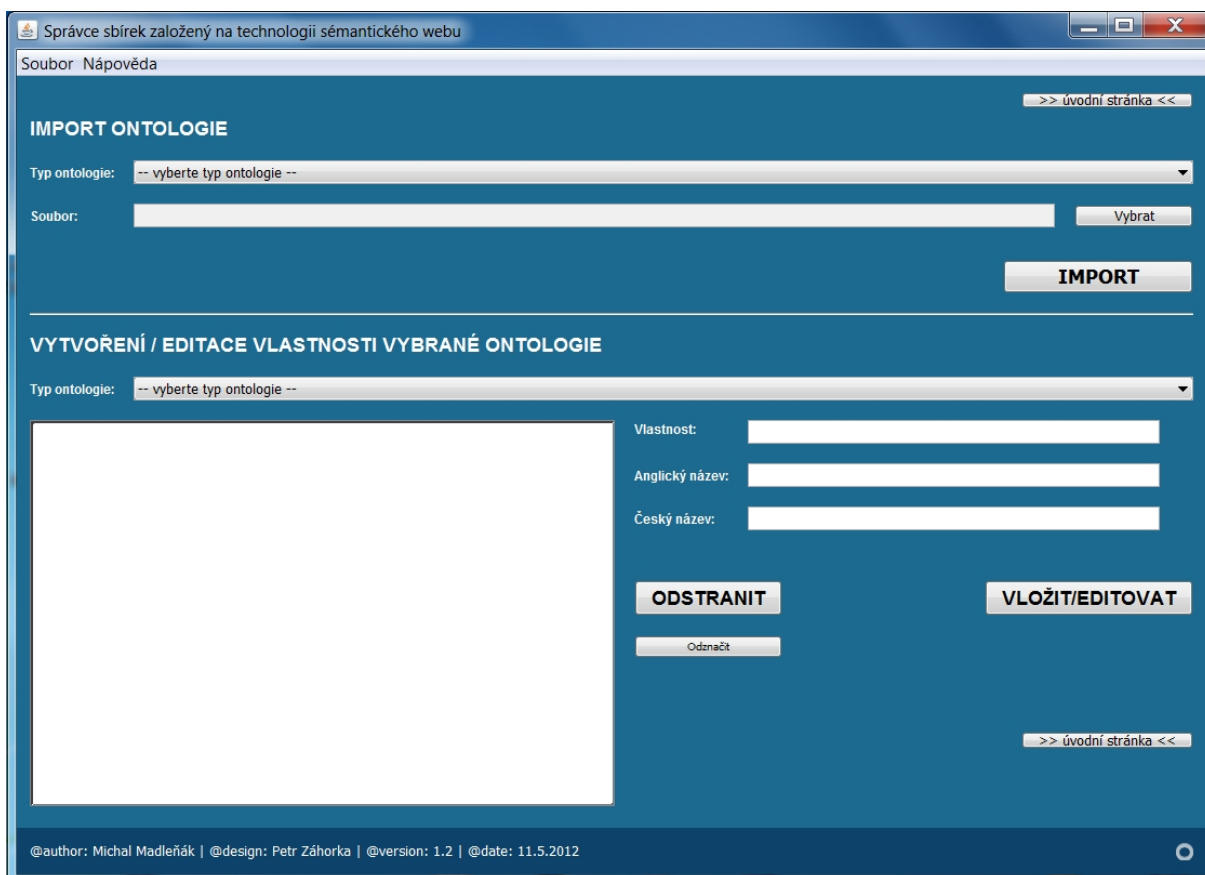 Správce sbírek založený na technologii sémantického webu
Soubor Nápověda
>> úvodní stránka <<
IMPORT ONTOLOGIE
Typ ontologie: -- vyberte typ ontologie --
Soubor: Vybrat
IMPORT
VYTVOŘENÍ / EDITACE VLASTNOSTI VYBRANÉ ONTOLOGIE
Typ ontologie: -- vyberte typ ontologie --
Vlastnost:
Anglický název:
Český název:
ODSTRANIT VLOŽIT/EDITOVAT
Odznačit
>> úvodní stránka <<
@author: Michal Madleňák | @design: Petr Záhorka | @version: 1.2 | @date: 11.5.2012